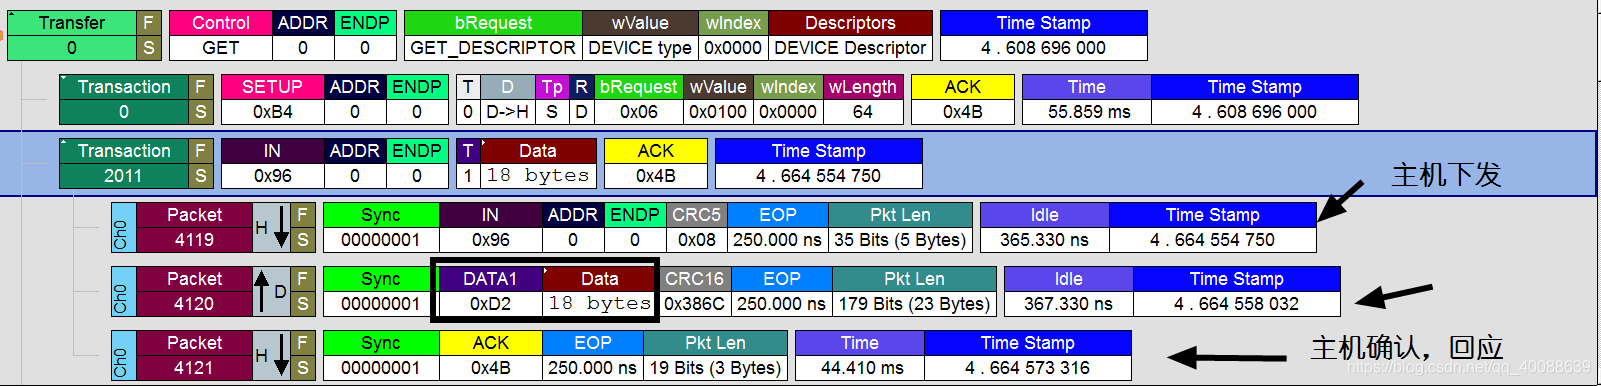 Transfer F Control ADDR ENDP bRequest wValue wIndex Descriptors Time Stamp
0 S GET 0 0 GET_DESCRIPTOR DEVICE type 0x0000 DEVICE Descriptor 4 . 608 696 000
Transaction F SETUP ADDR ENDP T D Tp R bRequest wValue wIndex wLength ACK Time Time Stamp
0 S 0xB4 0 0 0 D->H S D 0x06 0x0100 0x0000 64 0x4B 55.859 ms 4 . 608 696 000
Transaction F IN ADDR ENDP T Data ACK Time Stamp
2011 S 0x96 0 0 1 18 bytes 0x4B 4 . 664 554 750
主机下发
Ch0 Packet H F Sync IN ADDR ENDP CRC5 EOP Pkt Len Idle Time Stamp
4119 S 00000001 0x96 0 0 0x08 250.000 ns 35 Bits (5 Bytes) 365.330 ns 4 . 664 554 750
Ch0 Packet D F Sync DATA1 Data CRC16 EOP Pkt Len Idle Time Stamp
4120 S 00000001 0xD2 18 bytes 0x386C 250.000 ns 179 Bits (23 Bytes) 367.330 ns 4 . 664 558 032
Ch0 Packet H F Sync ACK EOP Pkt Len Time Time Stamp
4121 S 00000001 0x4B 250.000 ns 19 Bits (3 Bytes) 44.410 ms 4 . 664 573 316
主机确认，回应
https://blog.csdn.net/qq_40088639